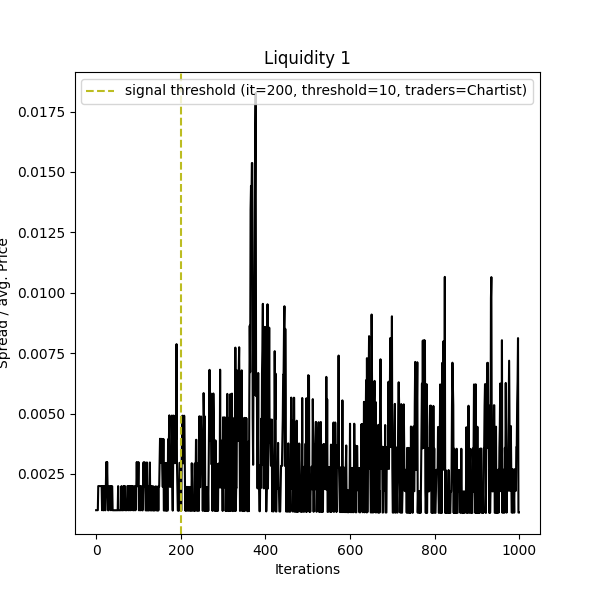 Liquidity 1
signal threshold (it=200, threshold=10, traders=Chartist)
0.0175
0.0150
0.0125
0.0100
0.0075
0.0050
0.0025
Spread / avg. Price
0 200 400 600 800 1000
Iterations